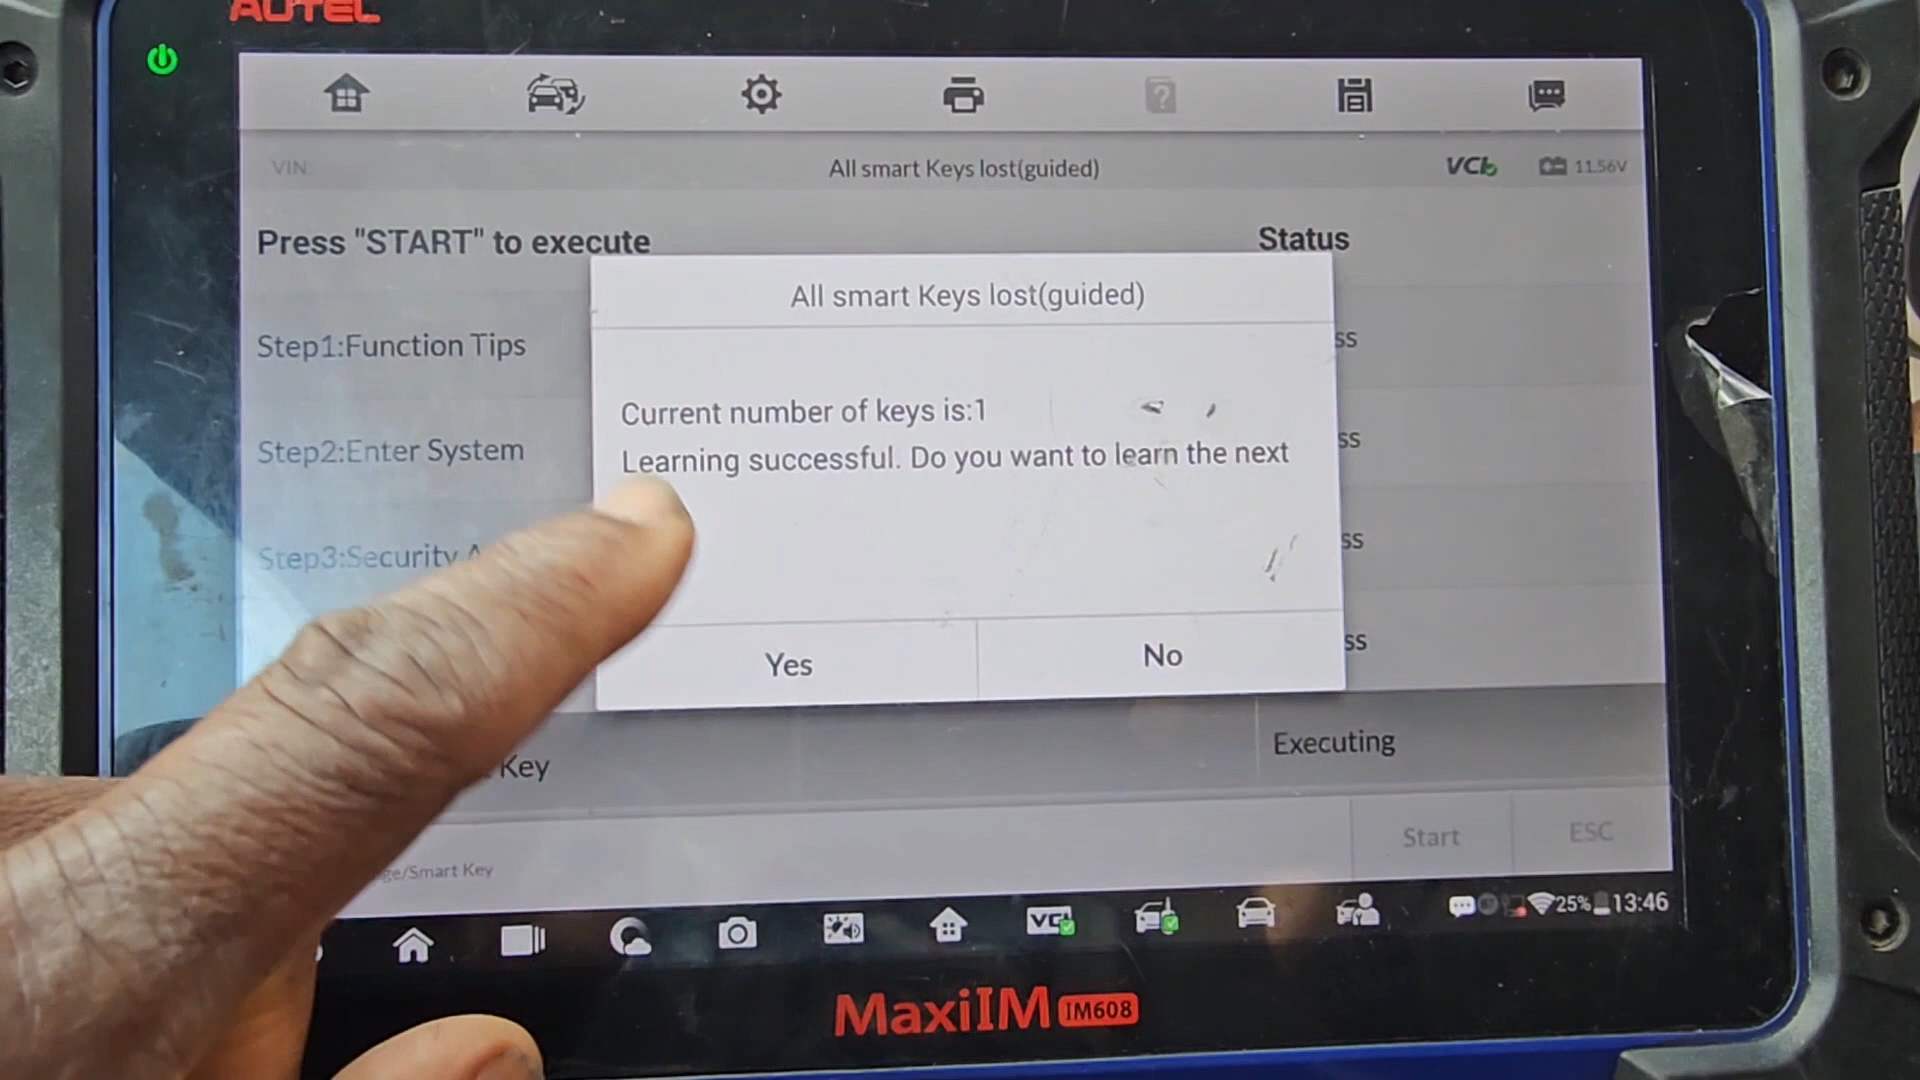 AUTEL
VIN
All smart Keys lost(guided)
VCI
11.56V
Press "START" to execute
Status
All smart Keys lost(guided)
Step1:Function Tips
ss
Current number of keys is:1
Step2:Enter System
ss
Learning successful. Do you want to learn the next
Step3:Security A
ss
Yes
No
ss
Key
Executing
Start
ESC
ge/Smart Key
VCI
25%
13:46
MaxiIM IM608